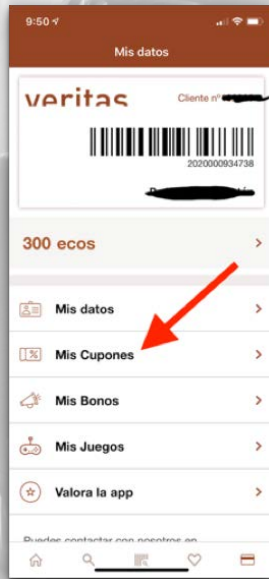 9:50
Mis datos
veritas
Cliente nº
2020000934738
300 ecos
Mis datos
Mis Cupones
Mis Bonos
Mis Juegos
Valora la app
Puedes contactar con nosotros en